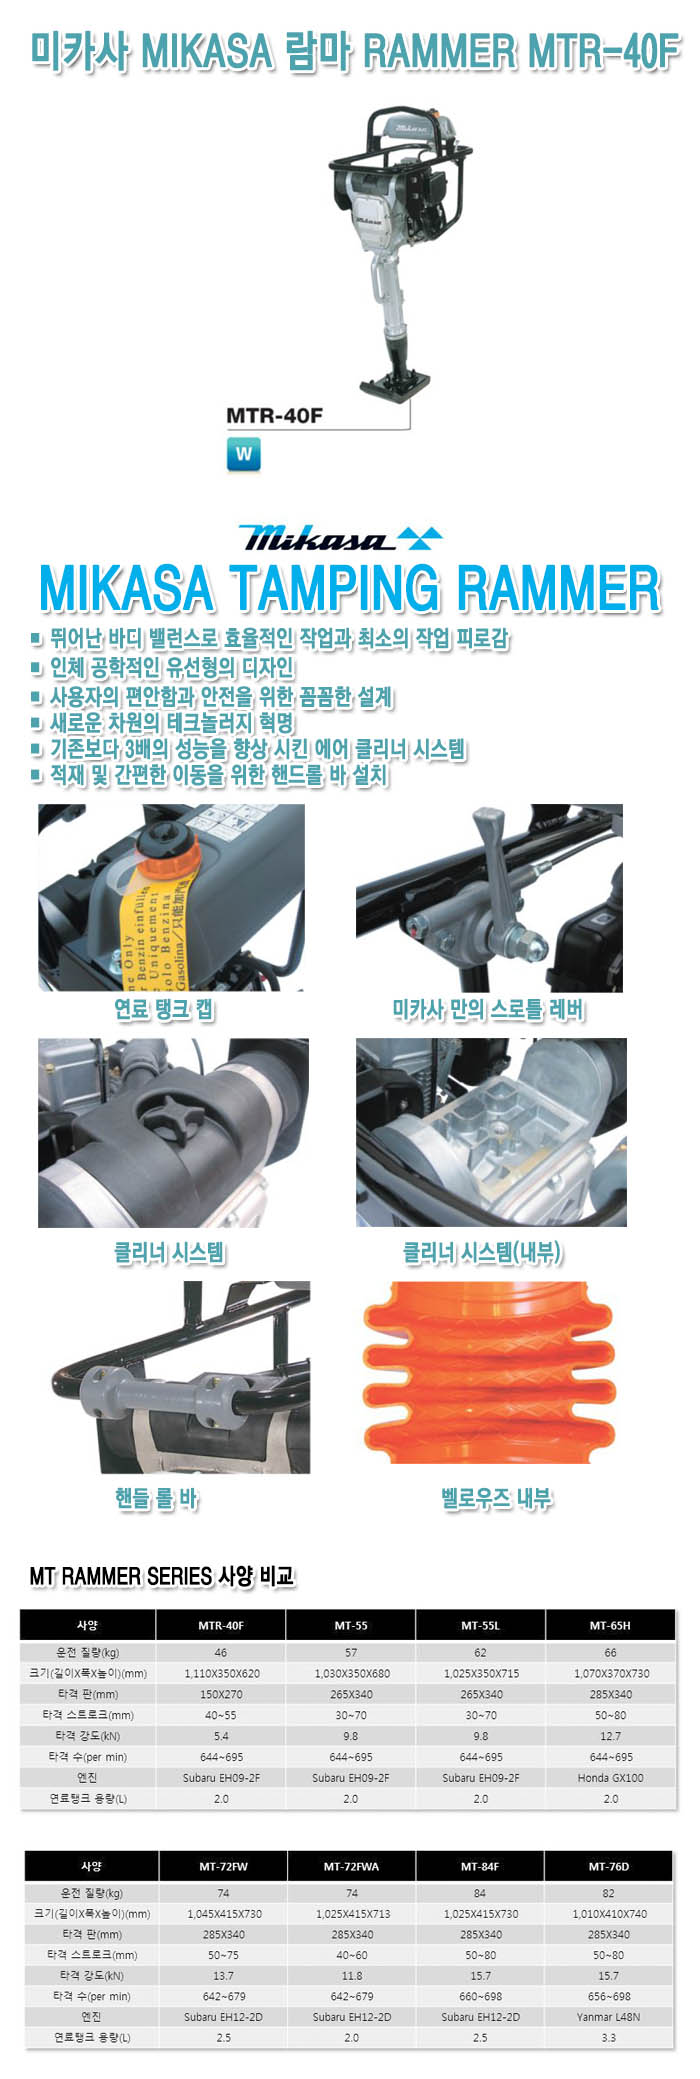 미카사 MIKASA 람마 RAMMER MTR-40F
Mikasa
Mikasa
MTR-40F
W
Mikasa
MIKASA TAMPING RAMMER
■ 뛰어난 바디 밸런스로 효율적인 작업과 최소의 작업 피로감
■ 인체 공학적인 유선형의 디자인
■ 사용자의 편안함과 안전을 위한 꼼꼼한 설계
■ 새로운 차원의 테크놀러지 혁명
■ 기존보다 3배의 성능을 향상 시킨 에어 클리너 시스템
■ 적재 및 간편한 이동을 위한 핸드롤 바 설치
ne Only
Benzin einfüllen
e Uniquement
solo Benzina
Gasolina／只能加汽
연료 탱크 캡
미카사 만의 스로틀 레버
클리너 시스템
클리너 시스템(내부)
핸들 롤 바
벨로우즈 내부
MT RAMMER SERIES 사양 비교
사양 MTR-40F MT-55 MT-55L MT-65H
운전 질량(kg) 46 57 62 66
크기(길이X폭X높이)(mm) 1,110X350X620 1,030X350X680 1,025X350X715 1,070X370X730
타격 판(mm) 150X270 265X340 265X340 285X340
타격 스트로크(mm) 40~55 30~70 30~70 50~80
타격 강도(kN) 5.4 9.8 9.8 12.7
타격 수(per min) 644~695 644~695 644~695 644~695
엔진 Subaru EH09-2F Subaru EH09-2F Subaru EH09-2F Honda GX100
연료탱크 용량(L) 2.0 2.0 2.0 2.0
사양 MT-72FW MT-72FWA MT-84F MT-76D
운전 질량(kg) 74 74 84 82
크기(길이X폭X높이)(mm) 1,045X415X730 1,025X415X713 1,025X415X730 1,010X410X740
타격 판(mm) 285X340 285X340 285X340 285X340
타격 스트로크(mm) 50~75 40~60 50~80 50~80
타격 강도(kN) 13.7 11.8 15.7 15.7
타격 수(per min) 642~679 642~679 660~698 656~698
엔진 Subaru EH12-2D Subaru EH12-2D Subaru EH12-2D Yanmar L48N
연료탱크 용량(L) 2.5 2.0 2.5 3.3